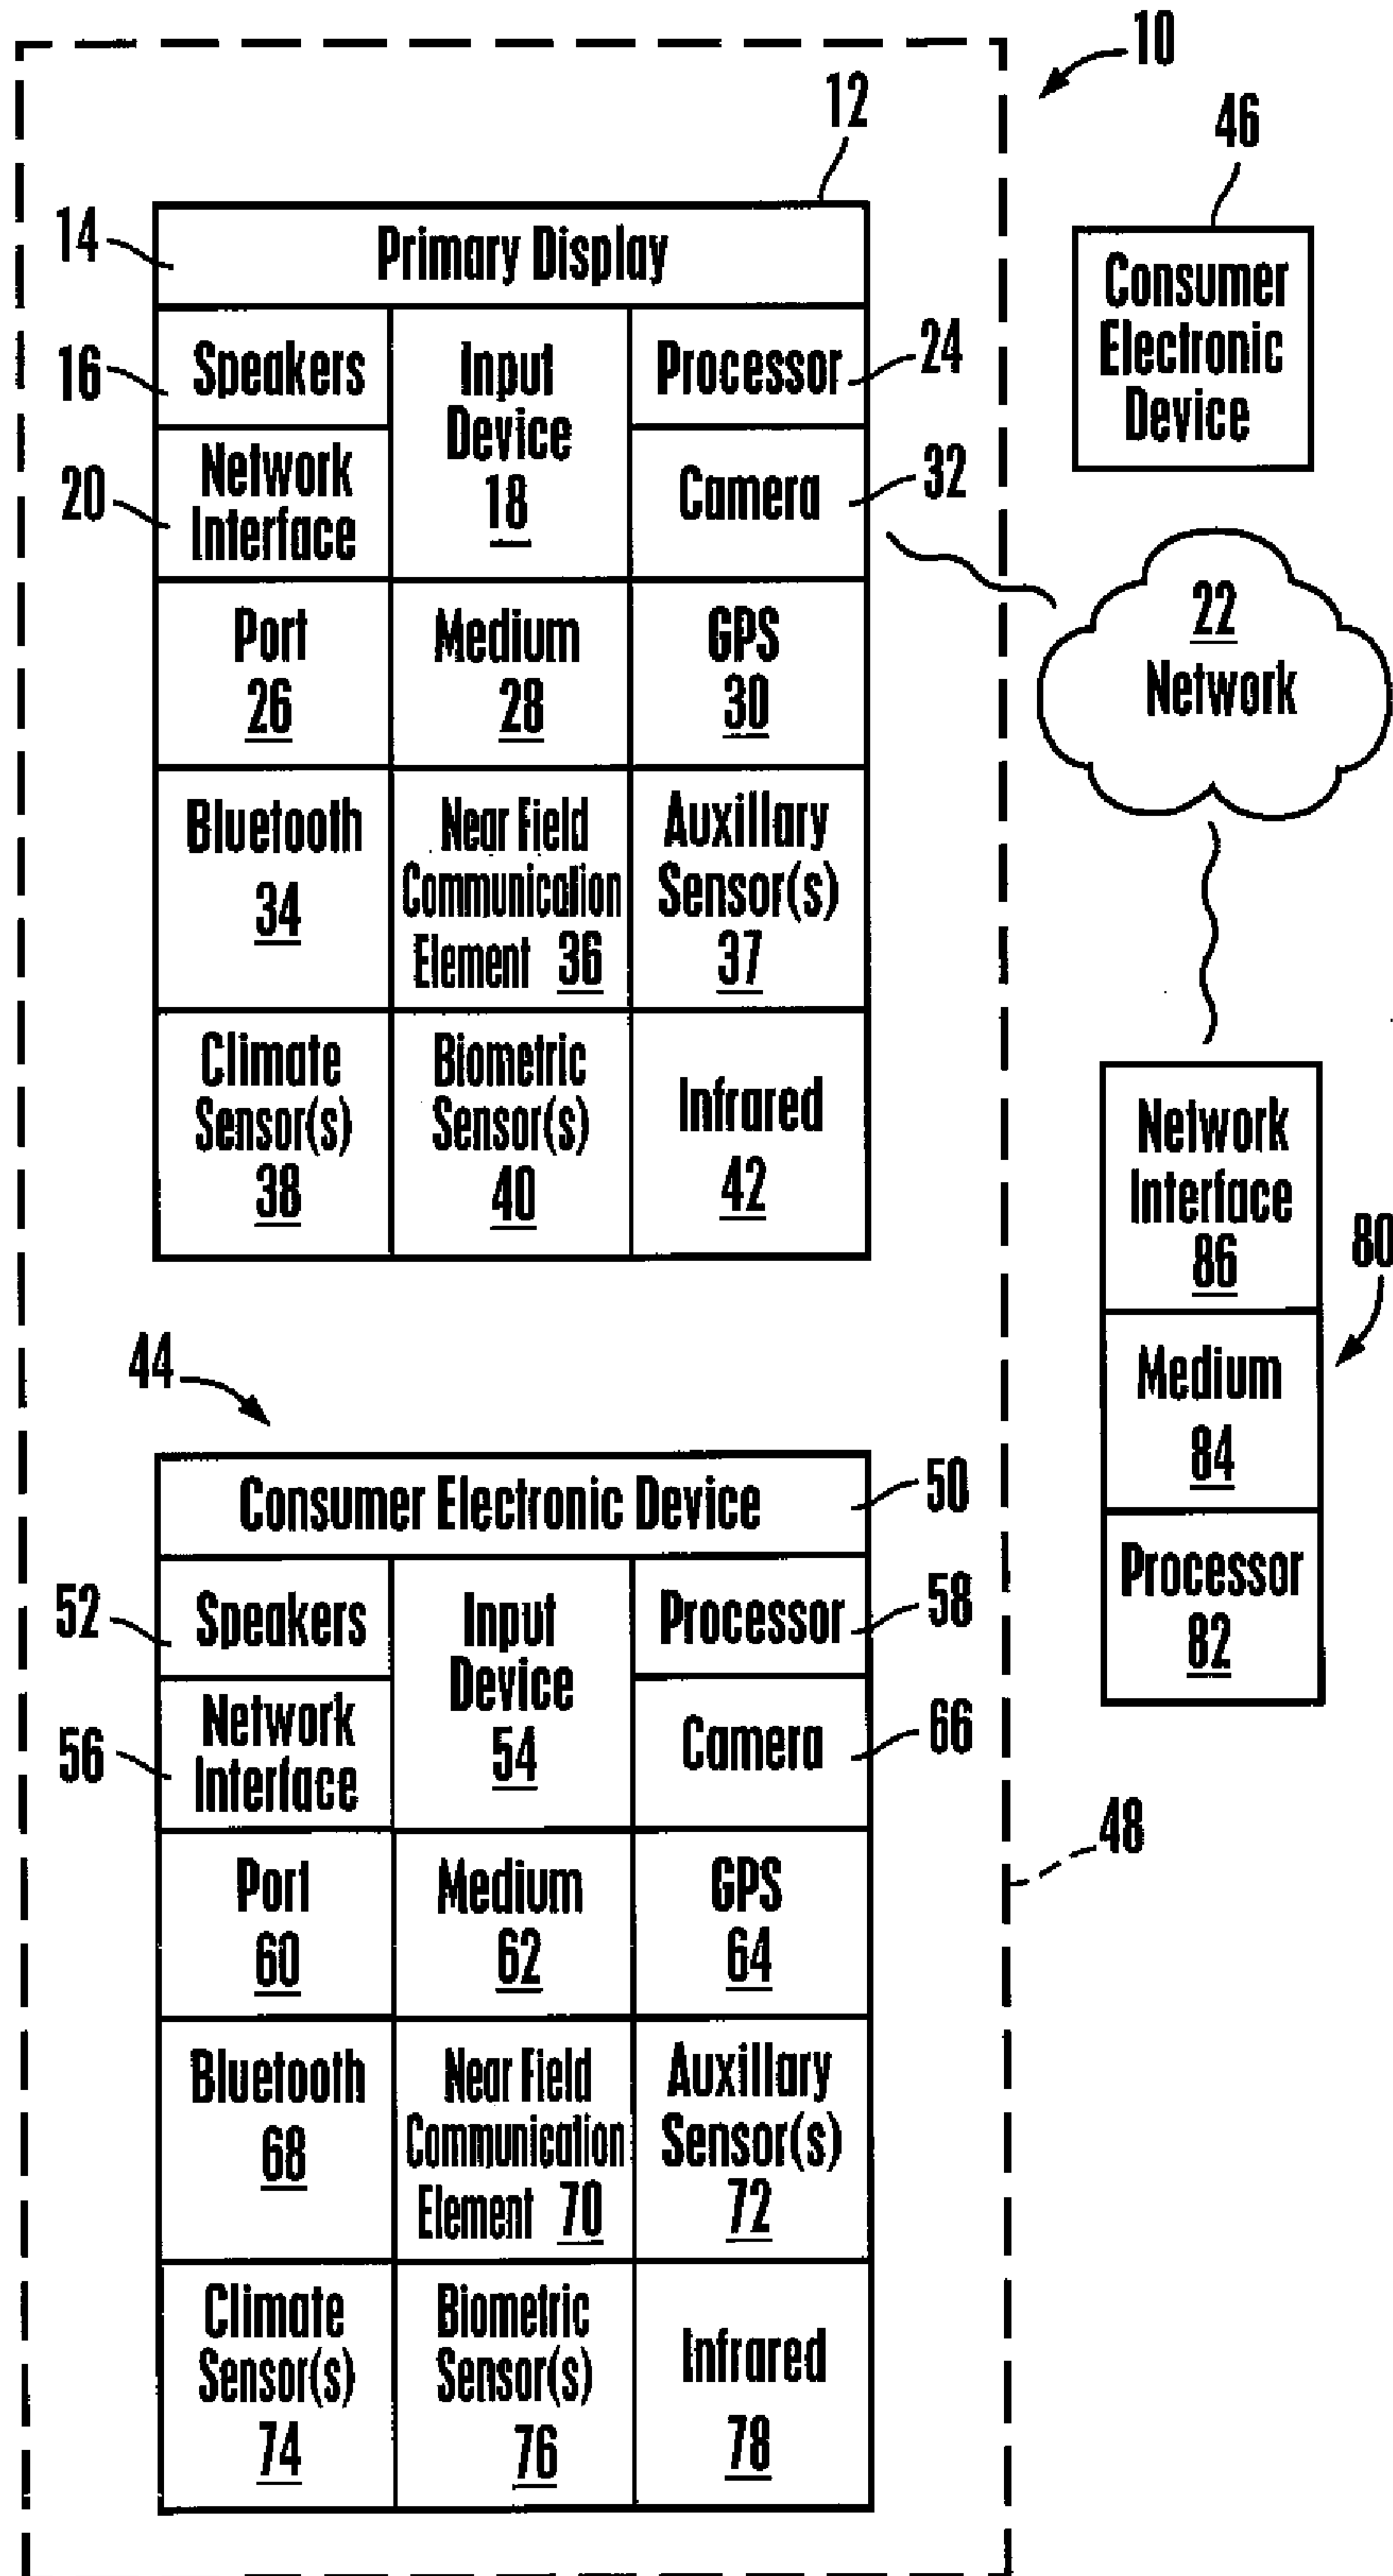 10
12
46
14
Primary Display
Consumer
Electronic
Device
16
Speakers
Input
Device
18
Processor
24
20
Network
Interface
Camera
32
Port
26
Medium
28
GPS
30
22
Network
Bluetooth
34
Near Field
Communication
Element 36
Auxillary
Sensor(s)
37
Climate
Sensor(s)
38
Biometric
Sensor(s)
40
Infrared
42
Network
Interface
86
80
Medium
84
Processor
82
44
Consumer Electronic Device
50
52
Speakers
Input
Device
54
Processor
58
56
Network
Interface
Camera
66
48
Port
60
Medium
62
GPS
64
Bluetooth
68
Near Field
Communication
Element 70
Auxillary
Sensor(s)
72
Climate
Sensor(s)
74
Biometric
Sensor(s)
76
Infrared
78